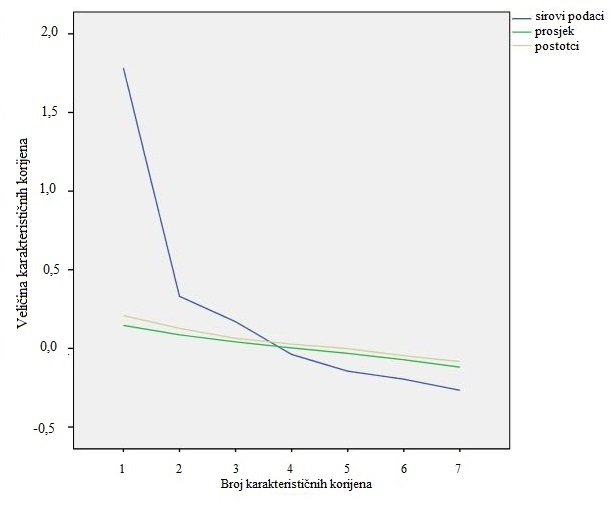 sirovi podaci
prosjek
postotci
Veličina karakterističnih korijena
2,0
1,5
1,0
0,5
0,0
-0,5
1 2 3 4 5 6 7
Broj karakterističnih korijena